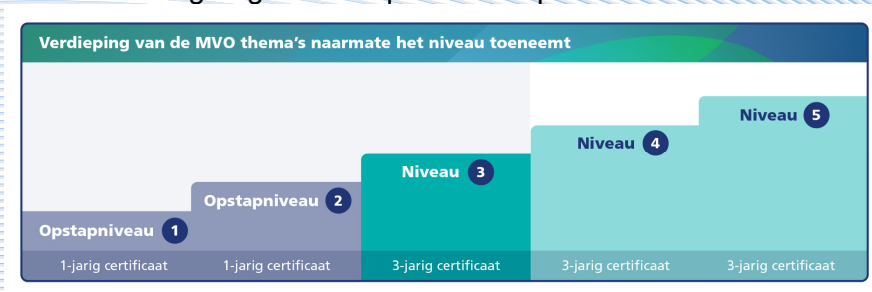 Verdieping van de MVO thema's naarmate het niveau toeneemt
Opstapniveau 1
Opstapniveau 2
Niveau 3
Niveau 4
Niveau 5
1-jarig certificaat
1-jarig certificaat
3-jarig certificaat
3-jarig certificaat
3-jarig certificaat